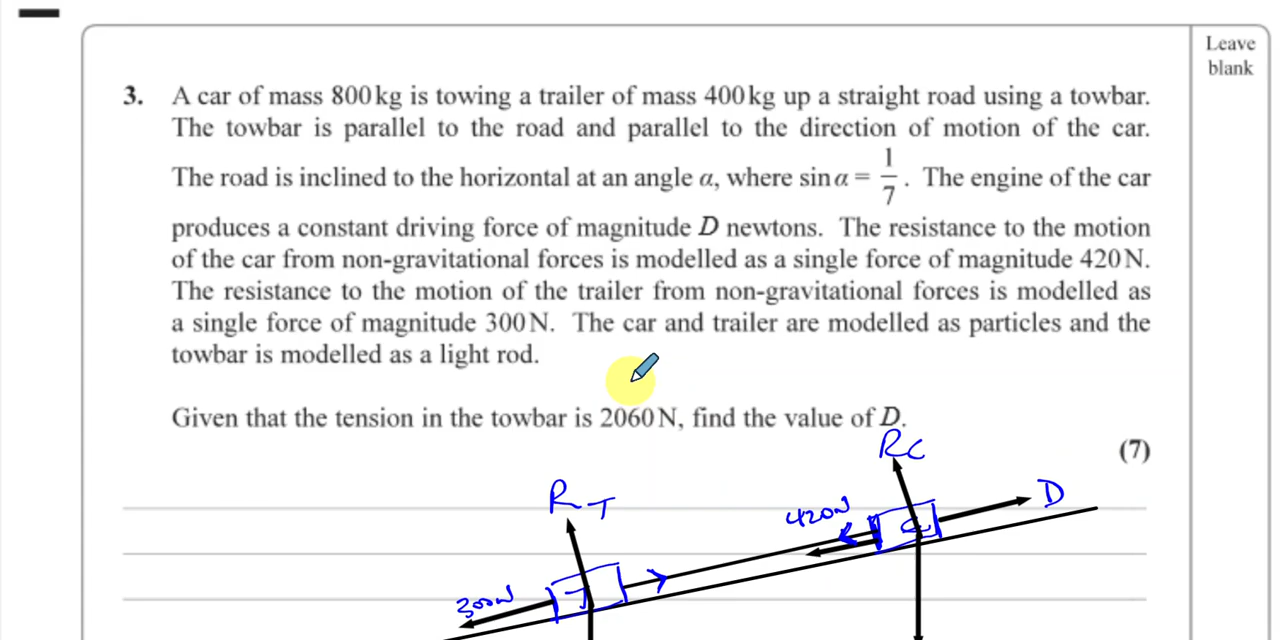 Leave
blank
3. A car of mass 800 kg is towing a trailer of mass 400 kg up a straight road using a towbar.
The towbar is parallel to the road and parallel to the direction of motion of the car.
The road is inclined to the horizontal at an angle α, where sin α = 1/7. The engine of the car
produces a constant driving force of magnitude D newtons. The resistance to the motion
of the car from non-gravitational forces is modelled as a single force of magnitude 420 N.
The resistance to the motion of the trailer from non-gravitational forces is modelled as
a single force of magnitude 300 N. The car and trailer are modelled as particles and the
towbar is modelled as a light rod.
Given that the tension in the towbar is 2060 N, find the value of D.
(7)
RC
RT
420N
D
C
300N
T